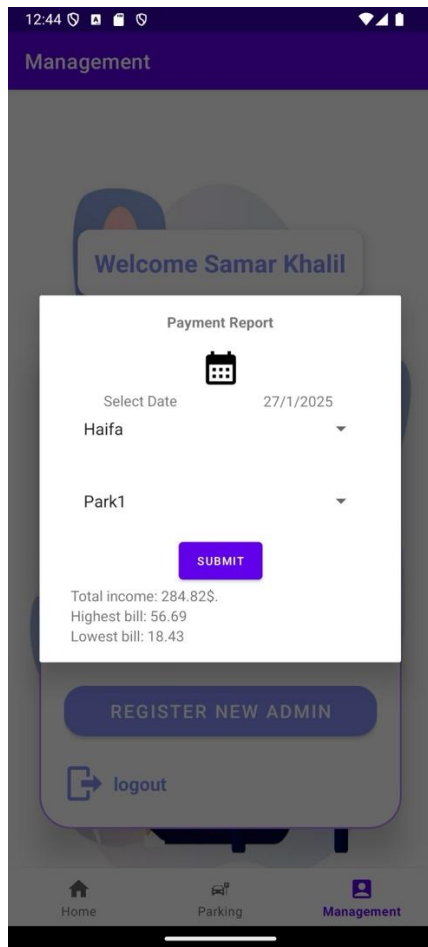 12:44
Management
Welcome Samar Khalil
Payment Report
Select Date 27/1/2025
Haifa
Park1
SUBMIT
Total income: 284.82$.
Highest bill: 56.69
Lowest bill: 18.43
REGISTER NEW ADMIN
logout
Home Parking Management